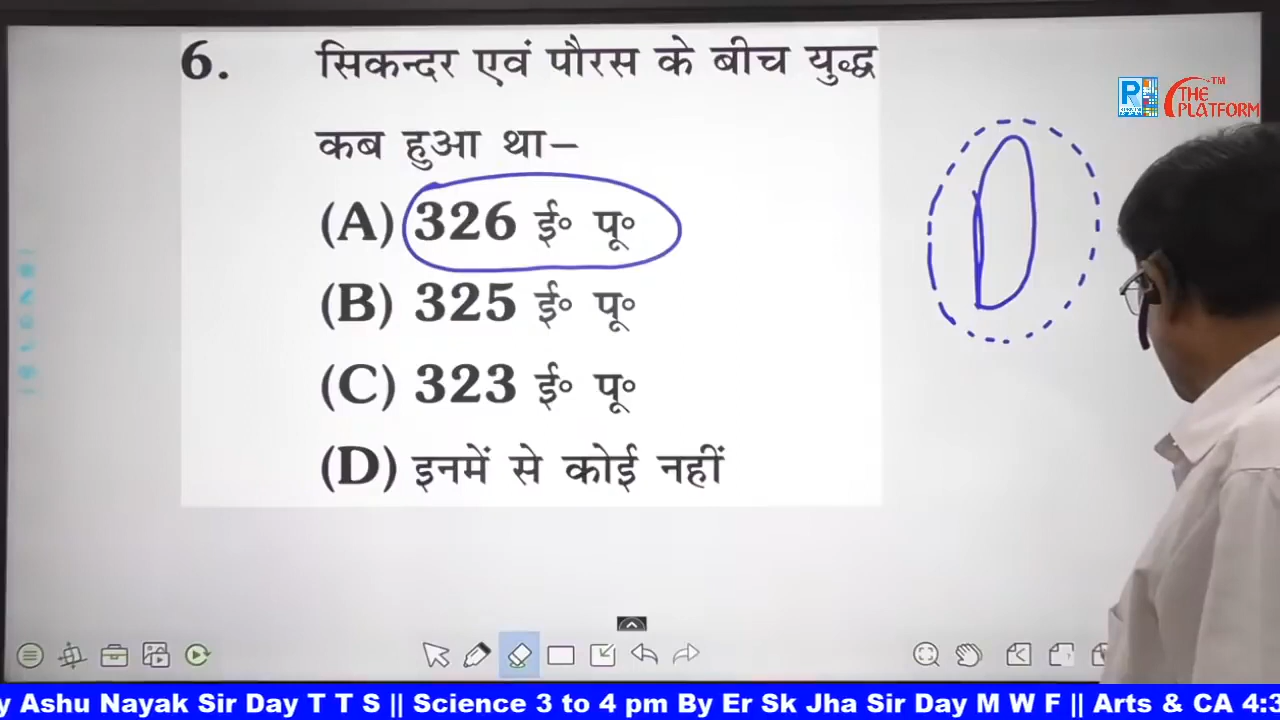 6. सिकन्दर एवं पौरस के बीच युद्ध
कब हुआ था–
(A) 326 ई॰ पू॰
(B) 325 ई॰ पू॰
(C) 323 ई॰ पू॰
(D) इनमें से कोई नहीं
THE PLATFORM™
y Ashu Nayak Sir Day T T S || Science 3 to 4 pm By Er Sk Jha Sir Day M W F || Arts & CA 4:3